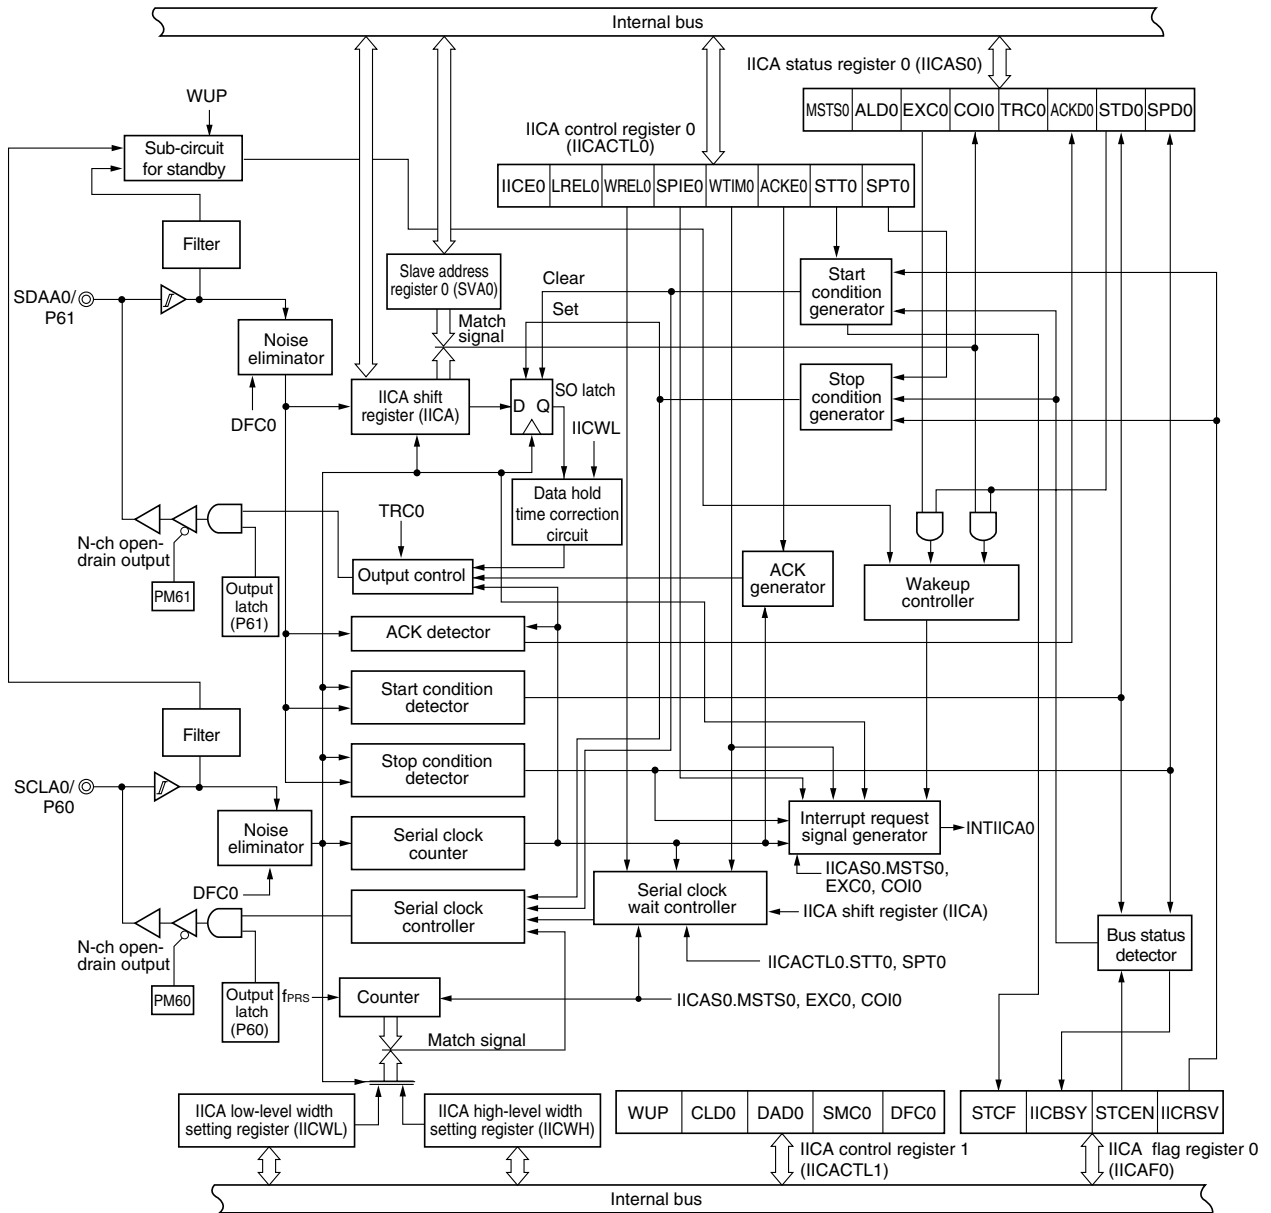 Internal bus
IICA status register 0 (IICAS0)
MSTS0 ALD0 EXC0 COI0 TRC0 ACKD0 STD0 SPD0
WUP
Sub-circuit
for standby
IICA control register 0
(IICACTL0)
IICE0 LREL0 WREL0 SPIE0 WTIM0 ACKE0 STT0 SPT0
Filter
Slave address
register 0 (SVA0)
Clear
Start
condition
generator
SDAA0/
P61
Set
Match
signal
Noise
eliminator
DFC0
IICA shift
register (IICA)
D Q
SO latch
Stop
condition
generator
IICWL
Data hold
time correction
circuit
TRC0
N-ch open-
drain output
PM61
Output
latch
(P61)
Output control
ACK
generator
Wakeup
controller
ACK detector
Start condition
detector
Filter
Stop condition
detector
SCLA0/
P60
Noise
eliminator
DFC0
Serial clock
counter
Interrupt request
signal generator
INTIICA0
IICAS0.MSTS0,
EXC0, COI0
Serial clock
controller
Serial clock
wait controller
IICA shift register (IICA)
N-ch open-
drain output
PM60
Output
latch
(P60)
IICACTL0.STT0, SPT0
Bus status
detector
fPRS
Counter
IICAS0.MSTS0, EXC0, COI0
Match signal
IICA low-level width
setting register (IICWL)
IICA high-level width
setting register (IICWH)
WUP CLD0 DAD0 SMC0 DFC0
STCF IICBSY STCEN IICRSV
IICA control register 1
(IICACTL1)
IICA flag register 0
(IICAF0)
Internal bus